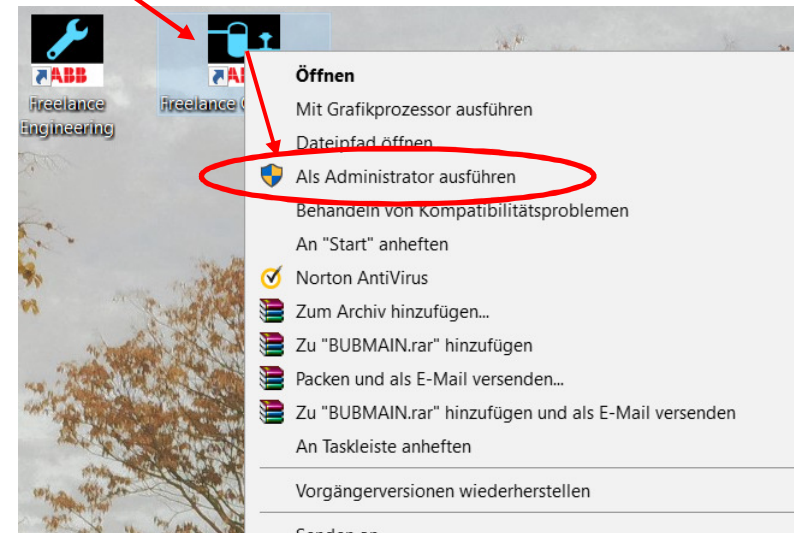 ABB
Freelance
Engineering
Freelance
Öffnen
Mit Grafikprozessor ausführen
Dateipfad öffnen
Als Administrator ausführen
Behandeln von Kompatibilitätsproblemen
An "Start" anheften
Norton AntiVirus
Zum Archiv hinzufügen...
Zu "BUBMAIN.rar" hinzufügen
Packen und als E-Mail versenden...
Zu "BUBMAIN.rar" hinzufügen und als E-Mail versenden
An Taskleiste anheften
Vorgängerversionen wiederherstellen
Senden an